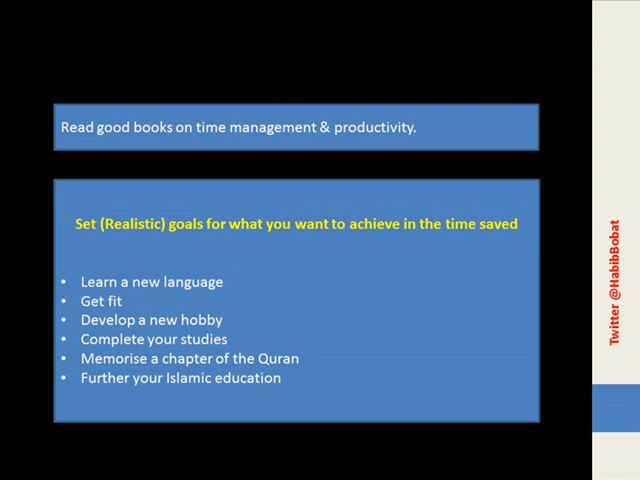 Read good books on time management & productivity.
Set (Realistic) goals for what you want to achieve in the time saved
• Learn a new language
• Get fit
• Develop a new hobby
• Complete your studies
• Memorise a chapter of the Quran
• Further your Islamic education
Twitter @HabibBobat